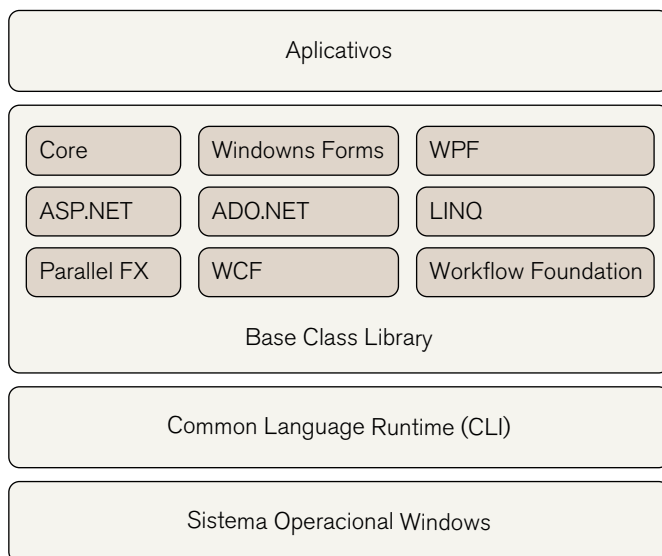 Aplicativos
Core
Windowns Forms
WPF
ASP.NET
ADO.NET
LINQ
Parallel FX
WCF
Workflow Foundation
Base Class Library
Common Language Runtime (CLI)
Sistema Operacional Windows